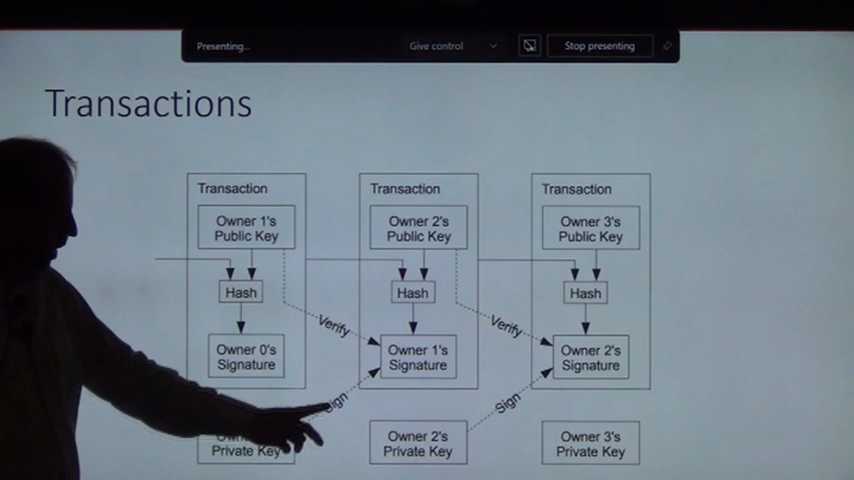 Presenting...
Give control
Stop presenting
Transactions
Transaction
Owner 1's
Public Key
Hash
Owner 0's
Signature
Transaction
Owner 2's
Public Key
Hash
Owner 1's
Signature
Transaction
Owner 3's
Public Key
Hash
Owner 2's
Signature
Verify
Verify
Sign
Sign
Private Key
Owner 2's
Private Key
Owner 3's
Private Key